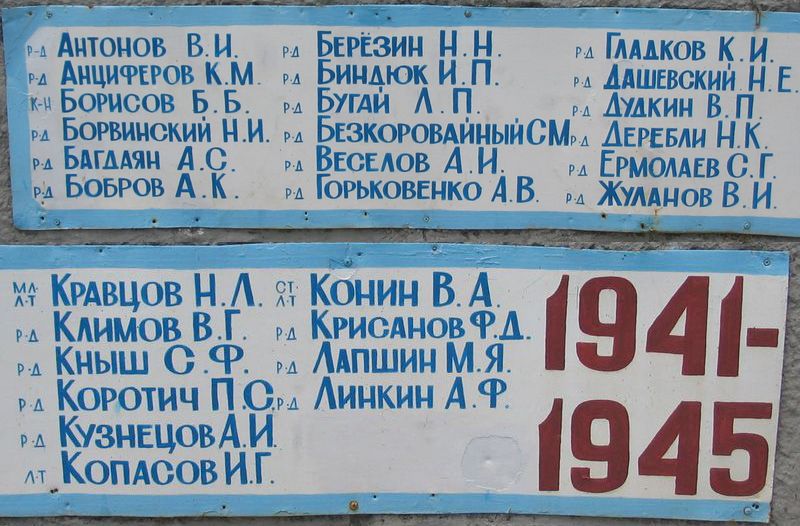 Р-Д АНТОНОВ В.И.
Р-Д АНЦИФЕРОВ К.М.
К-Н БОРИСОВ Б.Б.
Р-Д БОРВИНСКИЙ Н.И.
Р-Д БАГДАЯН А.С.
Р-Д БОБРОВ А.К.
Р-Д БЕРЁЗИН Н.Н.
Р-Д БИНДЮК И.П.
Р-Д БУГАЙ Л.П.
Р-Д БЕЗКОРОВАЙНЫЙ С.М.
Р-Д ВЕСЕЛОВ А.И.
Р-Д ГОРЬКОВЕНКО А.В.
Р-Д ГЛАДКОВ К.И.
Р-Д ДАШЕВСКИЙ Н.Е.
Р-Д ДУДКИН В.П.
Р-Д ДЕРЕБЛИ Н.К.
Р-Д ЕРМОЛАЕВ С.Г.
Р-Д ЖУЛАНОВ В.И.
МЛ Л-Т КРАВЦОВ Н.Л.
Р-Д КЛИМОВ В.Г.
Р-Д КНЫШ С.Ф.
Р-Д КОРОТИЧ П.С.
Р-Д КУЗНЕЦОВ А.И.
Л-Т КОПАСОВ И.Г.
СТ Л-Т КОНИН В.А.
Р-Д КРИСАНОВ Ф.Д.
Р-Д ЛАПШИН М.Я.
Р-Д ЛИНКИН А.Ф.
1941-
1945